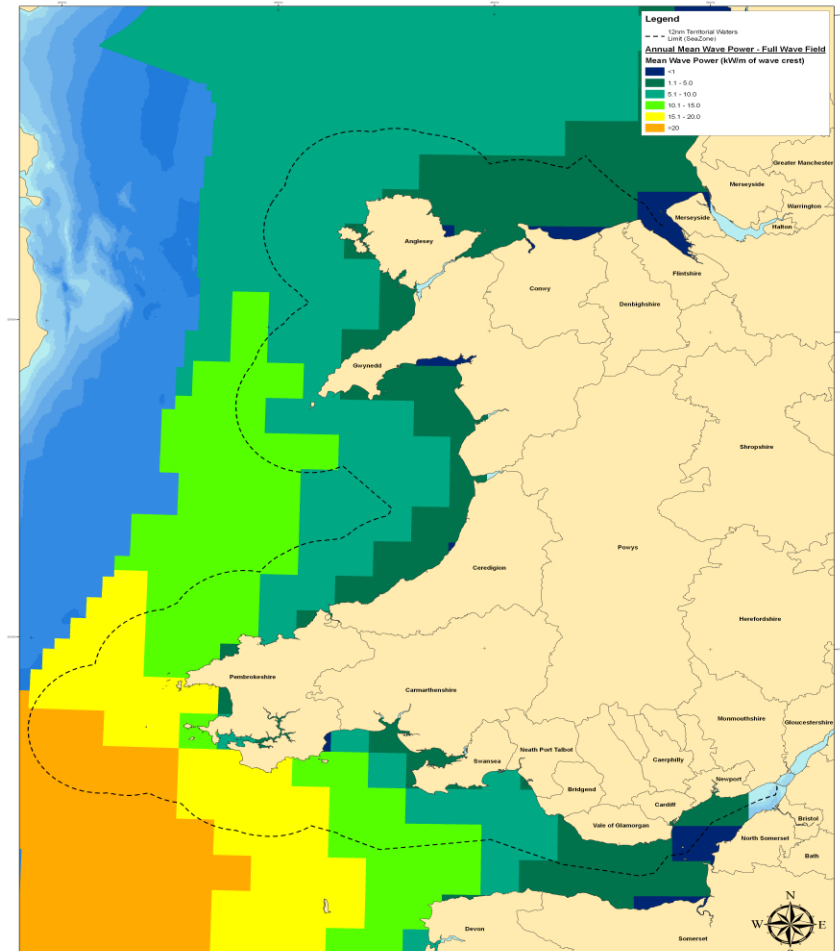 Legend
12nm Territorial Waters
Limit (SeaZone)
Annual Mean Wave Power - Full Wave Field
Mean Wave Power (kW/m of wave crest)
<1
1.1 - 5.0
5.1 - 10.0
10.1 - 15.0
15.1 - 20.0
>20
Greater Manchester
Merseyside
Warrington
Merseyside
Halton
Anglesey
Flintshire
Conwy
Denbighshire
Gwynedd
Shropshire
Powys
Ceredigion
Herefordshire
Pembrokeshire
Carmarthenshire
Monmouthshire
Gloucestershire
Swansea
Neath Port Talbot
Caerphilly
Newport
Bridgend
Cardiff
Vale of Glamorgan
Bristol
North Somerset
Bath
Devon
Somerset
N
W
E